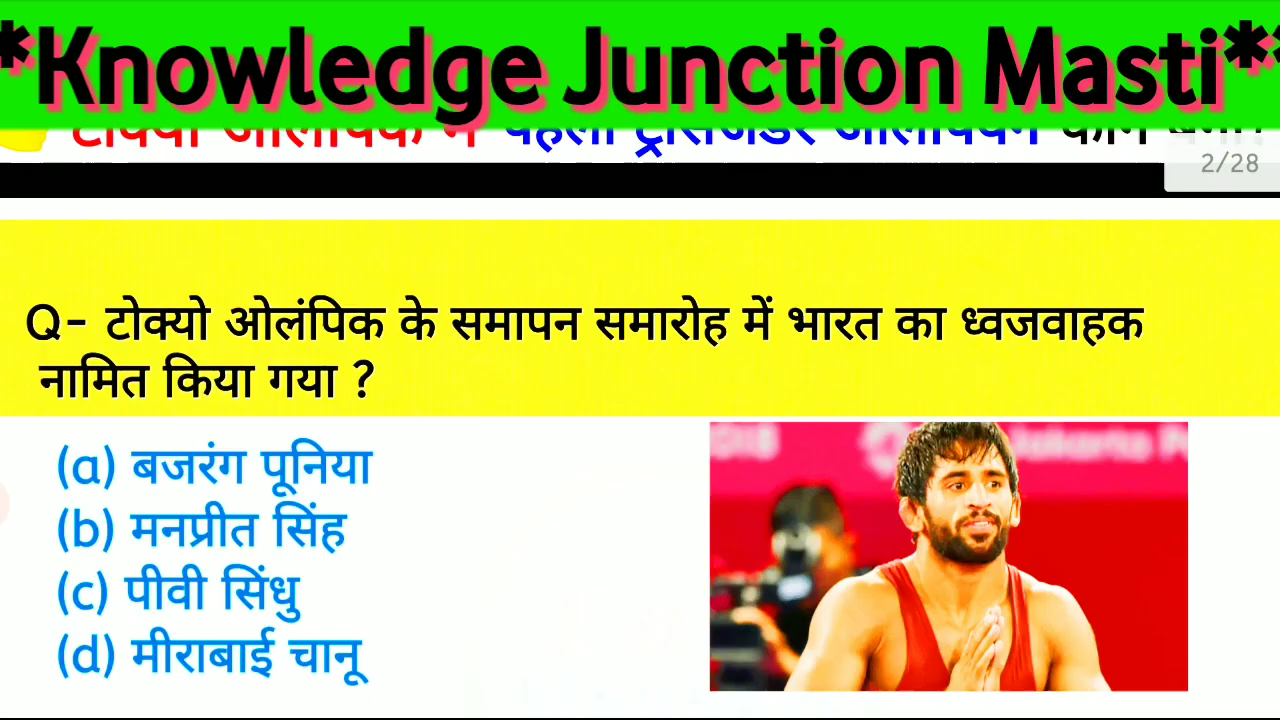 *Knowledge Junction Masti*
2/28
Q- टोक्यो ओलंपिक के समापन समारोह में भारत का ध्वजवाहक
नामित किया गया ?
(a) बजरंग पूनिया
(b) मनप्रीत सिंह
(c) पीवी सिंधु
(d) मीराबाई चानू